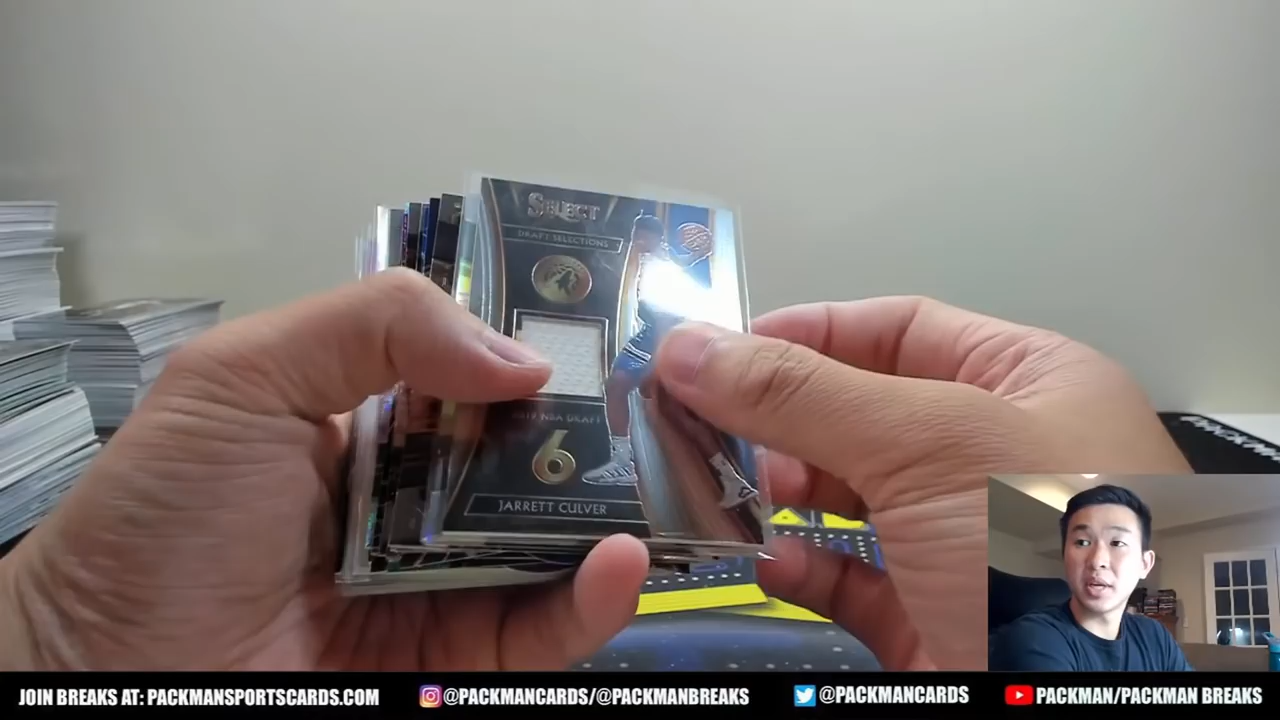 SELECT
DRAFT SELECTIONS
2019 NBA DRAFT
6
JARRETT CULVER
PACKMAN
JOIN BREAKS AT: PACKMANSPORTSCARDS.COM
@PACKMANCARDS/@PACKMANBREAKS
@PACKMANCARDS
PACKMAN/PACKMAN BREAKS